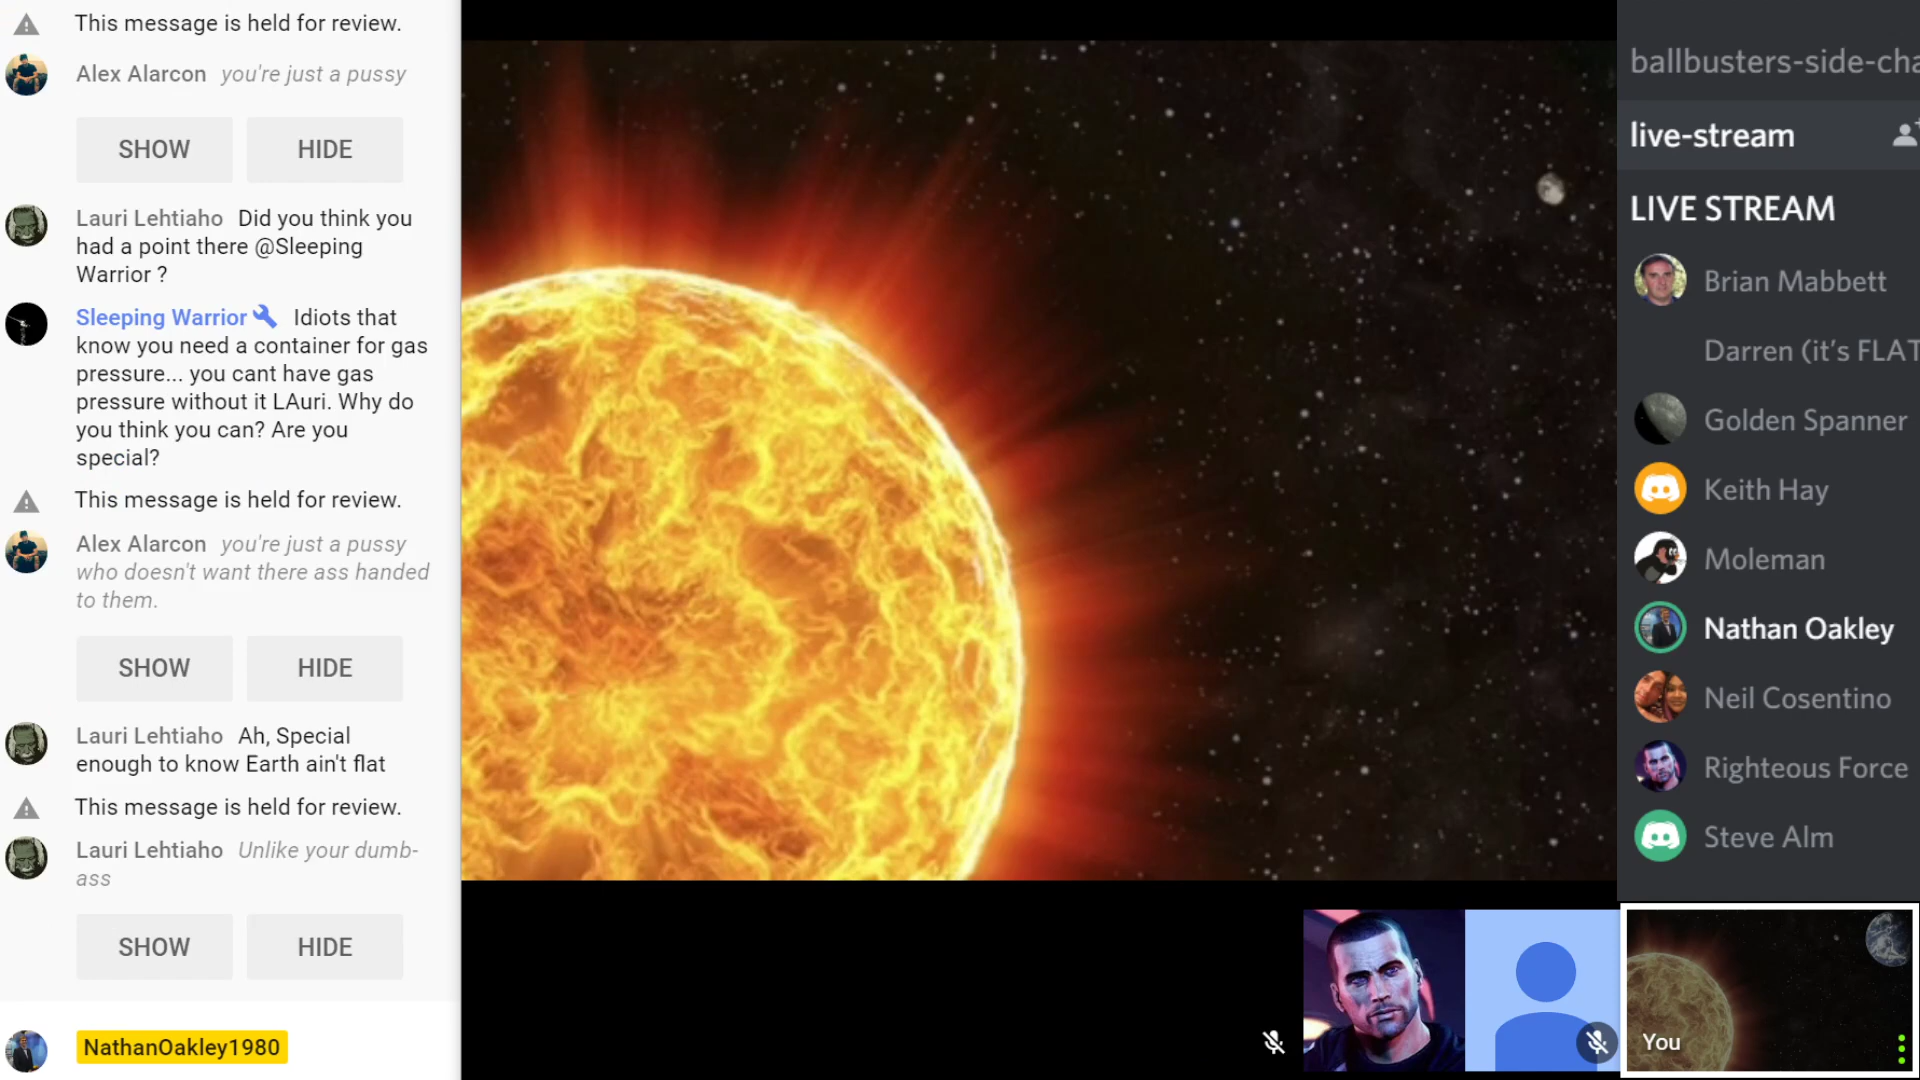 This message is held for review.
Alex Alarcon you're just a pussy
SHOW HIDE
Lauri Lehtiaho Did you think you
had a point there @Sleeping
Warrior ?
Sleeping Warrior Idiots that
know you need a container for gas
pressure... you cant have gas
pressure without it LAuri. Why do
you think you can? Are you
special?
This message is held for review.
Alex Alarcon you're just a pussy
who doesn't want there ass handed
to them.
SHOW HIDE
Lauri Lehtiaho Ah, Special
enough to know Earth ain't flat
This message is held for review.
Lauri Lehtiaho Unlike your dumb-
ass
SHOW HIDE
NathanOakley1980
ballbusters-side-cha
live-stream
LIVE STREAM
Brian Mabbett
Darren (it’s FLAT
Golden Spanner
Keith Hay
Moleman
Nathan Oakley
Neil Cosentino
Righteous Force
Steve Alm
You